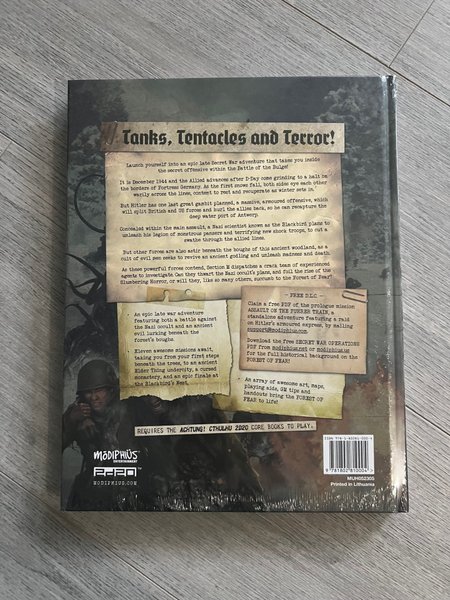 Tanks, Tentacles and Terror!
Launch yourself into an epic late Secret War adventure that takes you inside
the secret offensive within the Battle of the Bulge!
It is December 1944 and the Allied advances after D-Day come grinding to a halt by
the borders of Fortress Germany. As the first snows fall, both sides eye each other
warily across the lines, content to rest and recuperate as winter sets in.
But Hitler has one last great gambit planned, a massive, armoured offensive, which
will split British and US forces and hurl the allies back, so he can recapture the
deep water port of Antwerp.
Concealed within the main assault, a Nazi scientist known as the Blackbird plans to
unleash his legion of monstrous panzers and terrifying new shock troops, to cut a
swathe through the allied lines.
But other forces are also astir beneath the boughs of this ancient woodland, as a
cult of evil men seeks to revive an ancient godling and unleash madness and death.
As these powerful forces contend, Section M dispatches a crack team of experienced
agents to investigate. Can they thwart the Nazi occult's plans, and foil the rise of the
Slumbering Horror, or will they, like so many others, succumb to the Forest of Fear!
- An epic late war adventure
featuring both a battle against
the Nazi occult and an ancient
evil lurking beneath the
forest's boughs.
- Eleven awesome missions await,
taking you from your first steps
beneath the trees, to an ancient
Elder Thing undercity, a cursed
monastery, and an epic finale at
the Blackbird's Nest.
- FREE DLC -
Claim a free PDF of the prologue mission
ASSAULT ON THE FUHRER TRAIN, a
standalone adventure featuring a raid
on Hitler's armoured express, by mailing
support@modiphius.com
Download the free SECRET WAR OPERATIONS
PDF from modiphius.net or modiphius.us
for the full historical background on the
FOREST OF FEAR!
- An array of awesome art, maps,
playing aids, GM tips and
handouts bring the FOREST OF
FEAR to life!
REQUIRES THE ACHTUNG! CTHULHU 2D20 CORE BOOKS TO PLAY.
MODIPHIUS
ENTERTAINMENT
2D20
MODIPHIUS.COM
9 781802 810004 >
MUH052305
Printed in Lithuania